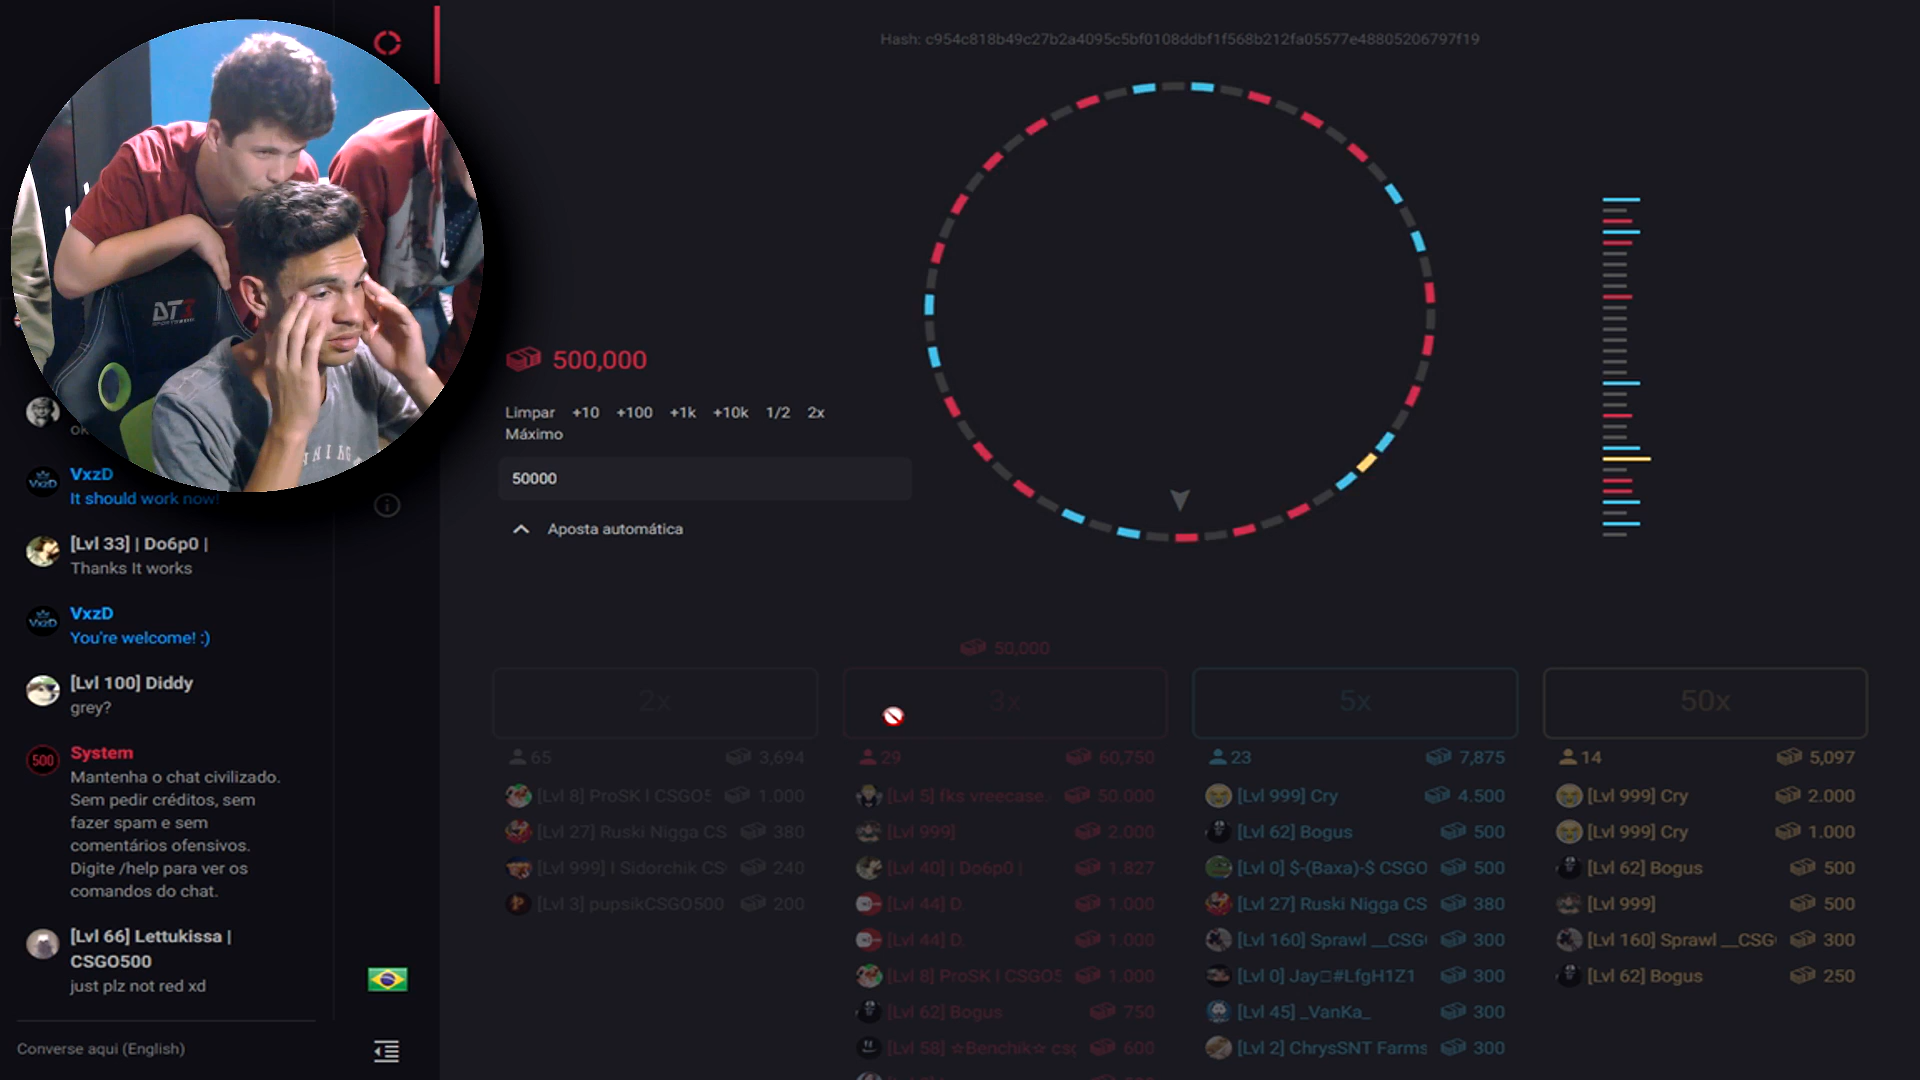 Hash: c954c818b49c27b2a4095c5bf0108ddbf1f568b212fa05577e48805206797f19
DT3
SPORTS
VxzD
It should work now!
[Lvl 33] | Do6p0 |
Thanks It works
VxzD
You're welcome! :)
[Lvl 100] Diddy
grey?
500
System
Mantenha o chat civilizado.
Sem pedir créditos, sem
fazer spam e sem
comentários ofensivos.
Digite /help para ver os
comandos do chat.
[Lvl 66] Lettukissa |
CSGO500
just plz not red xd
Converse aqui (English)
500,000
Limpar +10 +100 +1k +10k 1/2 2x
Máximo
50000
Aposta automática
50,000
2x
65 3,694
[Lvl 8] ProSK l CSGO5 1.000
[Lvl 27] Ruski Nigga CS 380
[Lvl 999] l Sidorchik CS 240
[Lvl 3] pupsikCSGO500 200
3x
29 60,750
[Lvl 5] fks vreecase. 50.000
[Lvl 999] 2.000
[Lvl 40] | Do6p0 | 1.827
[Lvl 44] D. 1.000
[Lvl 44] D. 1.000
[Lvl 8] ProSK l CSGO5 1.000
[Lvl 62] Bogus 750
[Lvl 58] ☆Benchik☆ csg 600
5x
23 7,875
[Lvl 999] Cry 4.500
[Lvl 62] Bogus 500
[Lvl 0] $-(Baxa)-$ CSGO 500
[Lvl 27] Ruski Nigga CS 380
[Lvl 160] Sprawl __CSG 300
[Lvl 0] Jay□#LfgH1Z1 300
[Lvl 45] _VanKa_ 300
[Lvl 2] ChrysSNT Farms 300
50x
14 5,097
[Lvl 999] Cry 2.000
[Lvl 999] Cry 1.000
[Lvl 62] Bogus 500
[Lvl 999] 500
[Lvl 160] Sprawl __CSG 300
[Lvl 62] Bogus 250